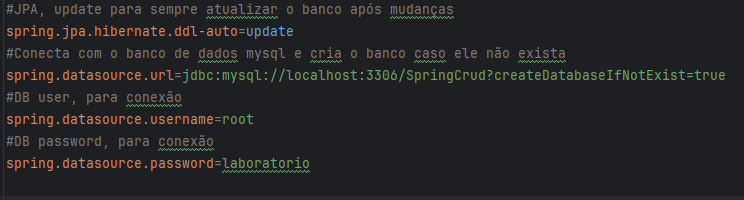 #JPA, update para sempre atualizar o banco após mudanças
spring.jpa.hibernate.ddl-auto=update
#Conecta com o banco de dados mysql e cria o banco caso ele não exista
spring.datasource.url=jdbc:mysql://localhost:3306/SpringCrud?createDatabaseIfNotExist=true
#DB user, para conexão
spring.datasource.username=root
#DB password, para conexão
spring.datasource.password=laboratorio